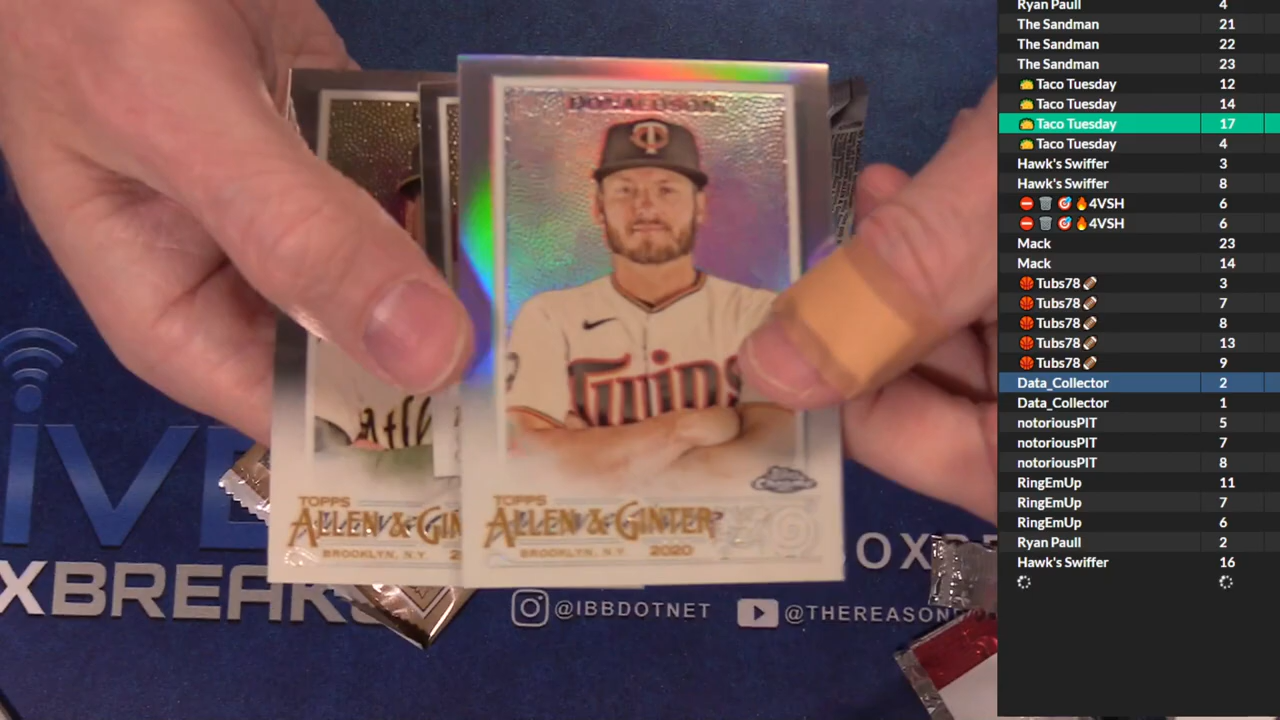 DONALDSON
Twins
TOPPS
ALLEN & GINTER
BROOKLYN, N.Y. 2020
TOPPS
ALLEN & GIN
BROOKLYN, N.Y. 2
iVE
XBREAKS
OXBR
@IBBDOTNET
@THEREASON
Ryan Paull 4
The Sandman 21
The Sandman 22
The Sandman 23
Taco Tuesday 12
Taco Tuesday 14
Taco Tuesday 17
Taco Tuesday 4
Hawk's Swiffer 3
Hawk's Swiffer 8
4VSH 6
4VSH 6
Mack 23
Mack 14
Tubs78 3
Tubs78 7
Tubs78 8
Tubs78 13
Tubs78 9
Data_Collector 2
Data_Collector 1
notoriousPIT 5
notoriousPIT 7
notoriousPIT 8
RingEmUp 11
RingEmUp 7
RingEmUp 6
Ryan Paull 2
Hawk's Swiffer 16